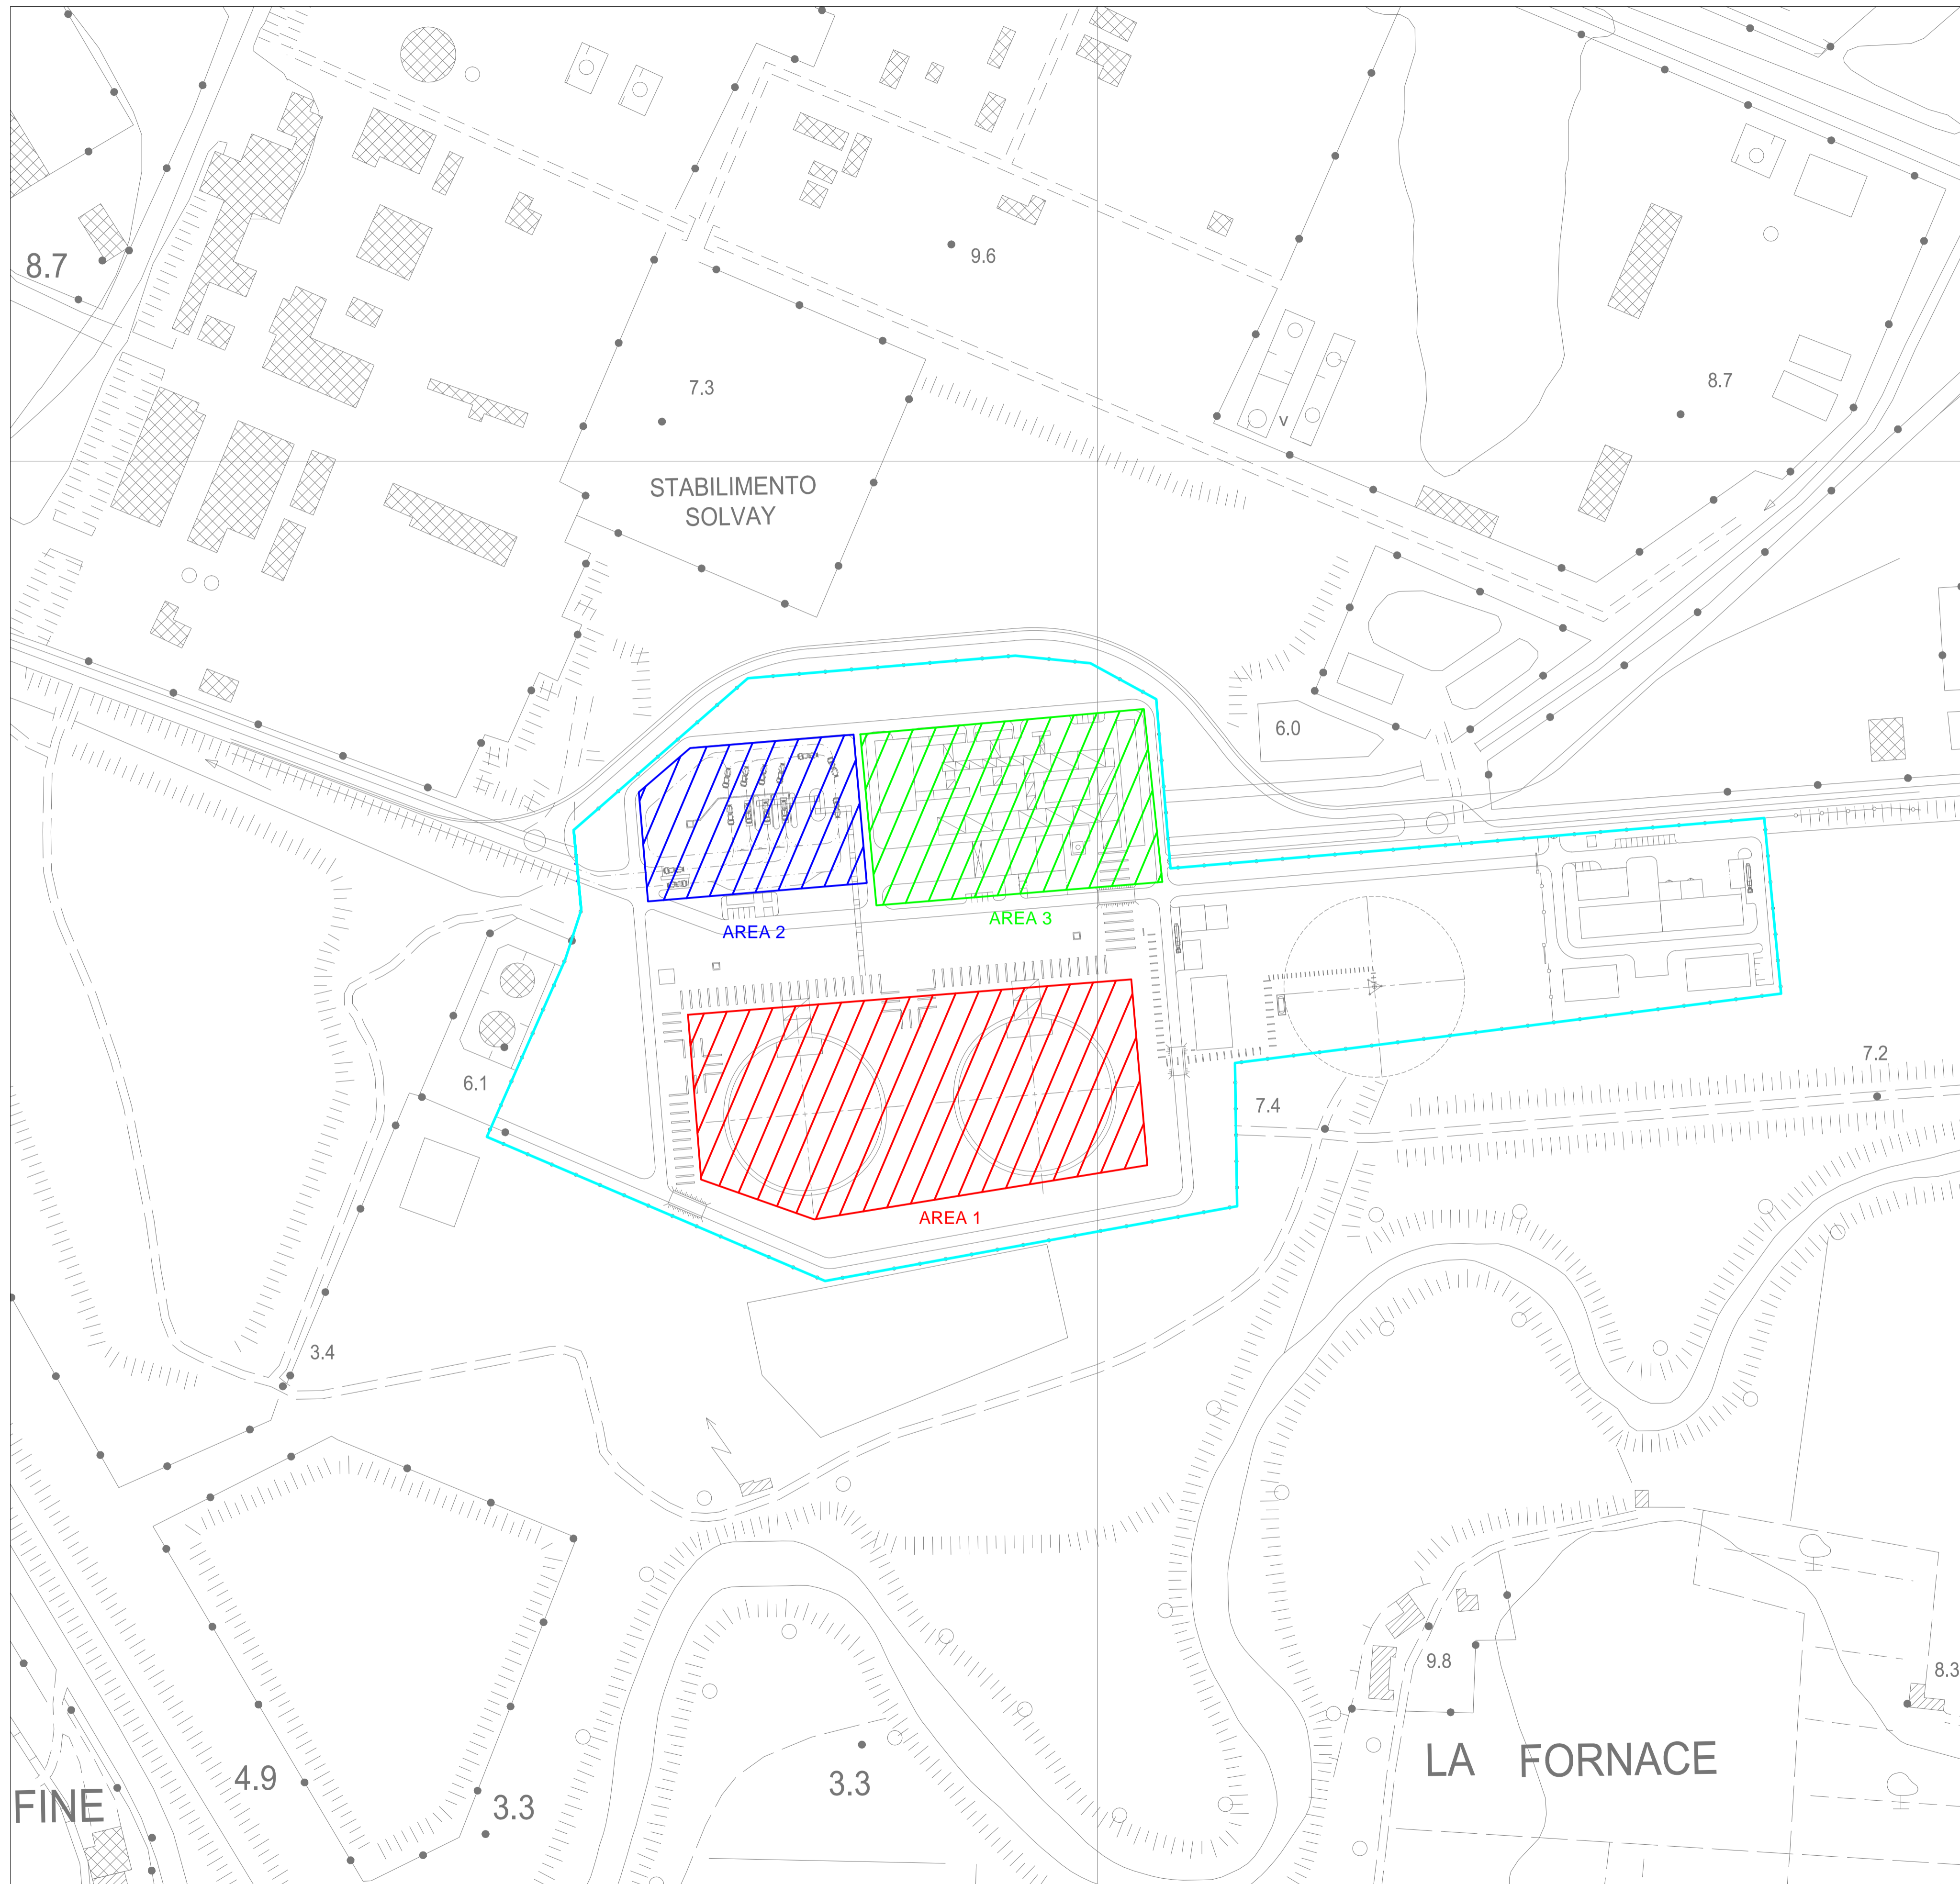 8.7
9.6
7.3
8.7
v
STABILIMENTO
SOLVAY
6.0
AREA 2
AREA 3
6.1
7.4
7.2
AREA 1
3.4
9.8
8.3
LA FORNACE
4.9
3.3
3.3
FINE